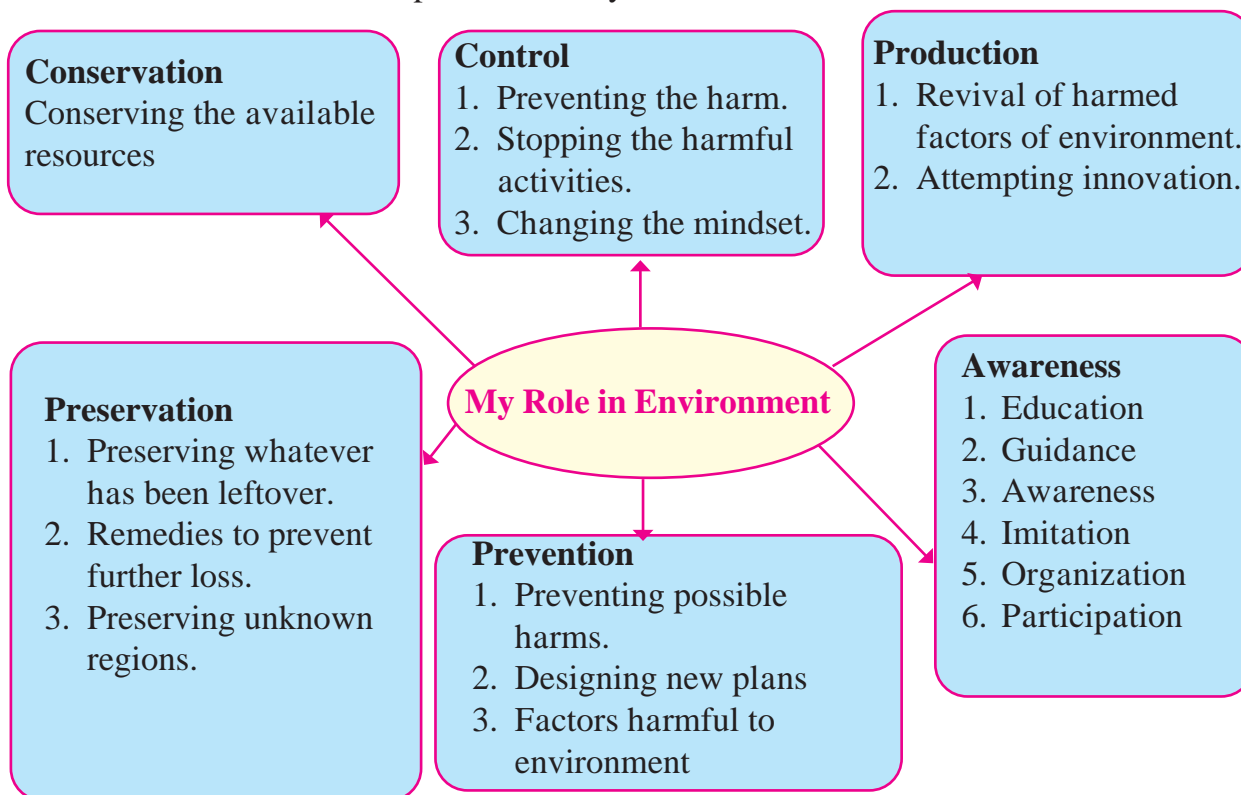 Conservation
Conserving the available
resources
Control
1. Preventing the harm.
2. Stopping the harmful
activities.
3. Changing the mindset.
Production
1. Revival of harmed
factors of environment.
2. Attempting innovation.
My Role in Environment
Preservation
1. Preserving whatever
has been leftover.
2. Remedies to prevent
further loss.
3. Preserving unknown
regions.
Prevention
1. Preventing possible
harms.
2. Designing new plans
3. Factors harmful to
environment
Awareness
1. Education
2. Guidance
3. Awareness
4. Imitation
5. Organization
6. Participation